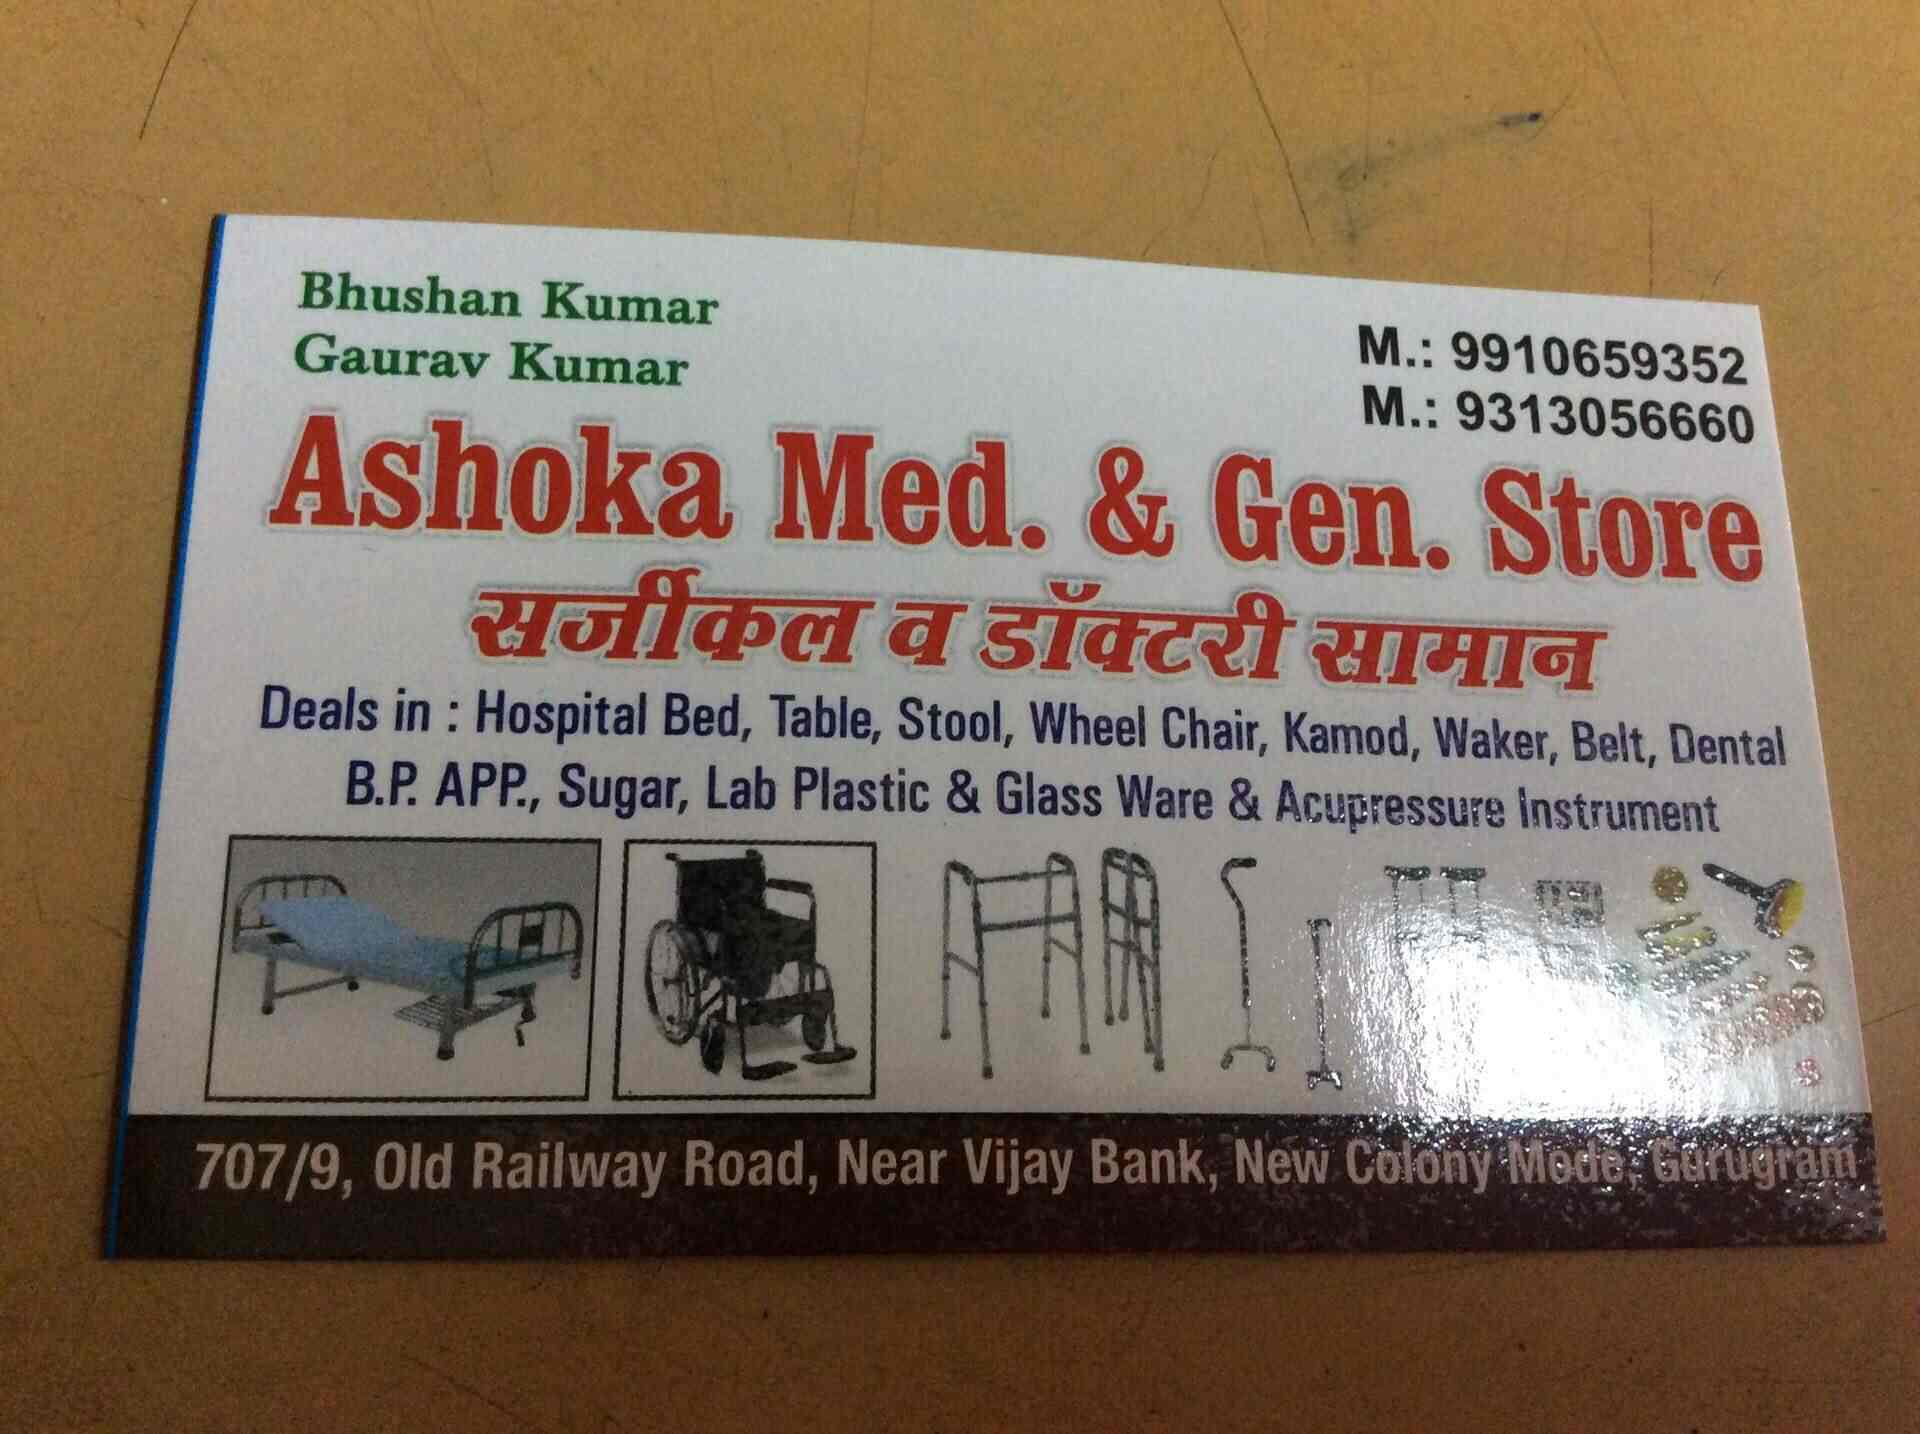 Bhushan Kumar
Gaurav Kumar
M.: 9910659352
M.: 9313056660
Ashoka Med. & Gen. Store
सर्जीकल व डॉक्टरी सामान
Deals in : Hospital Bed, Table, Stool, Wheel Chair, Kamod, Waker, Belt, Dental
B.P. APP., Sugar, Lab Plastic & Glass Ware & Acupressure Instrument
707/9, Old Railway Road, Near Vijay Bank, New Colony Mode, Gurugram